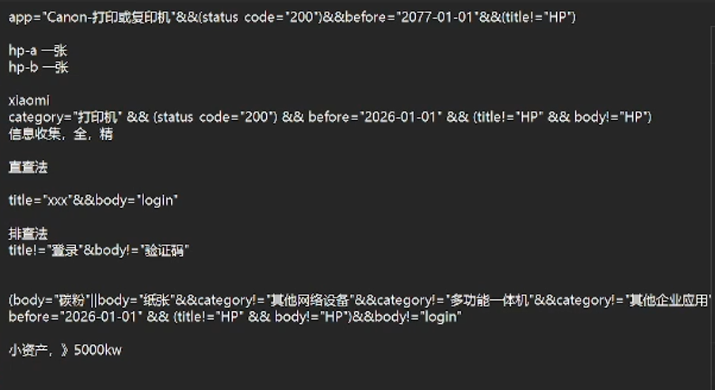 app="Canon-打印或复印机"&&(status code="200")&&before="2077-01-01"&&(title!="HP")
hp-a 一张
hp-b 一张
xiaomi
category="打印机" && (status code="200") && before="2026-01-01" && (title!="HP" && body!="HP")
信息收集，全，精
直查法
title="xxx"&&body="login"
排查法
title!="登录"&body!="验证码"
(body="碳粉"||body="纸张"&&category!="其他网络设备"&&category!="多功能一体机"&&category!="其他企业应用"
before="2026-01-01" && (title!="HP" && body!="HP")&&body!="login"
小资产，》5000kw